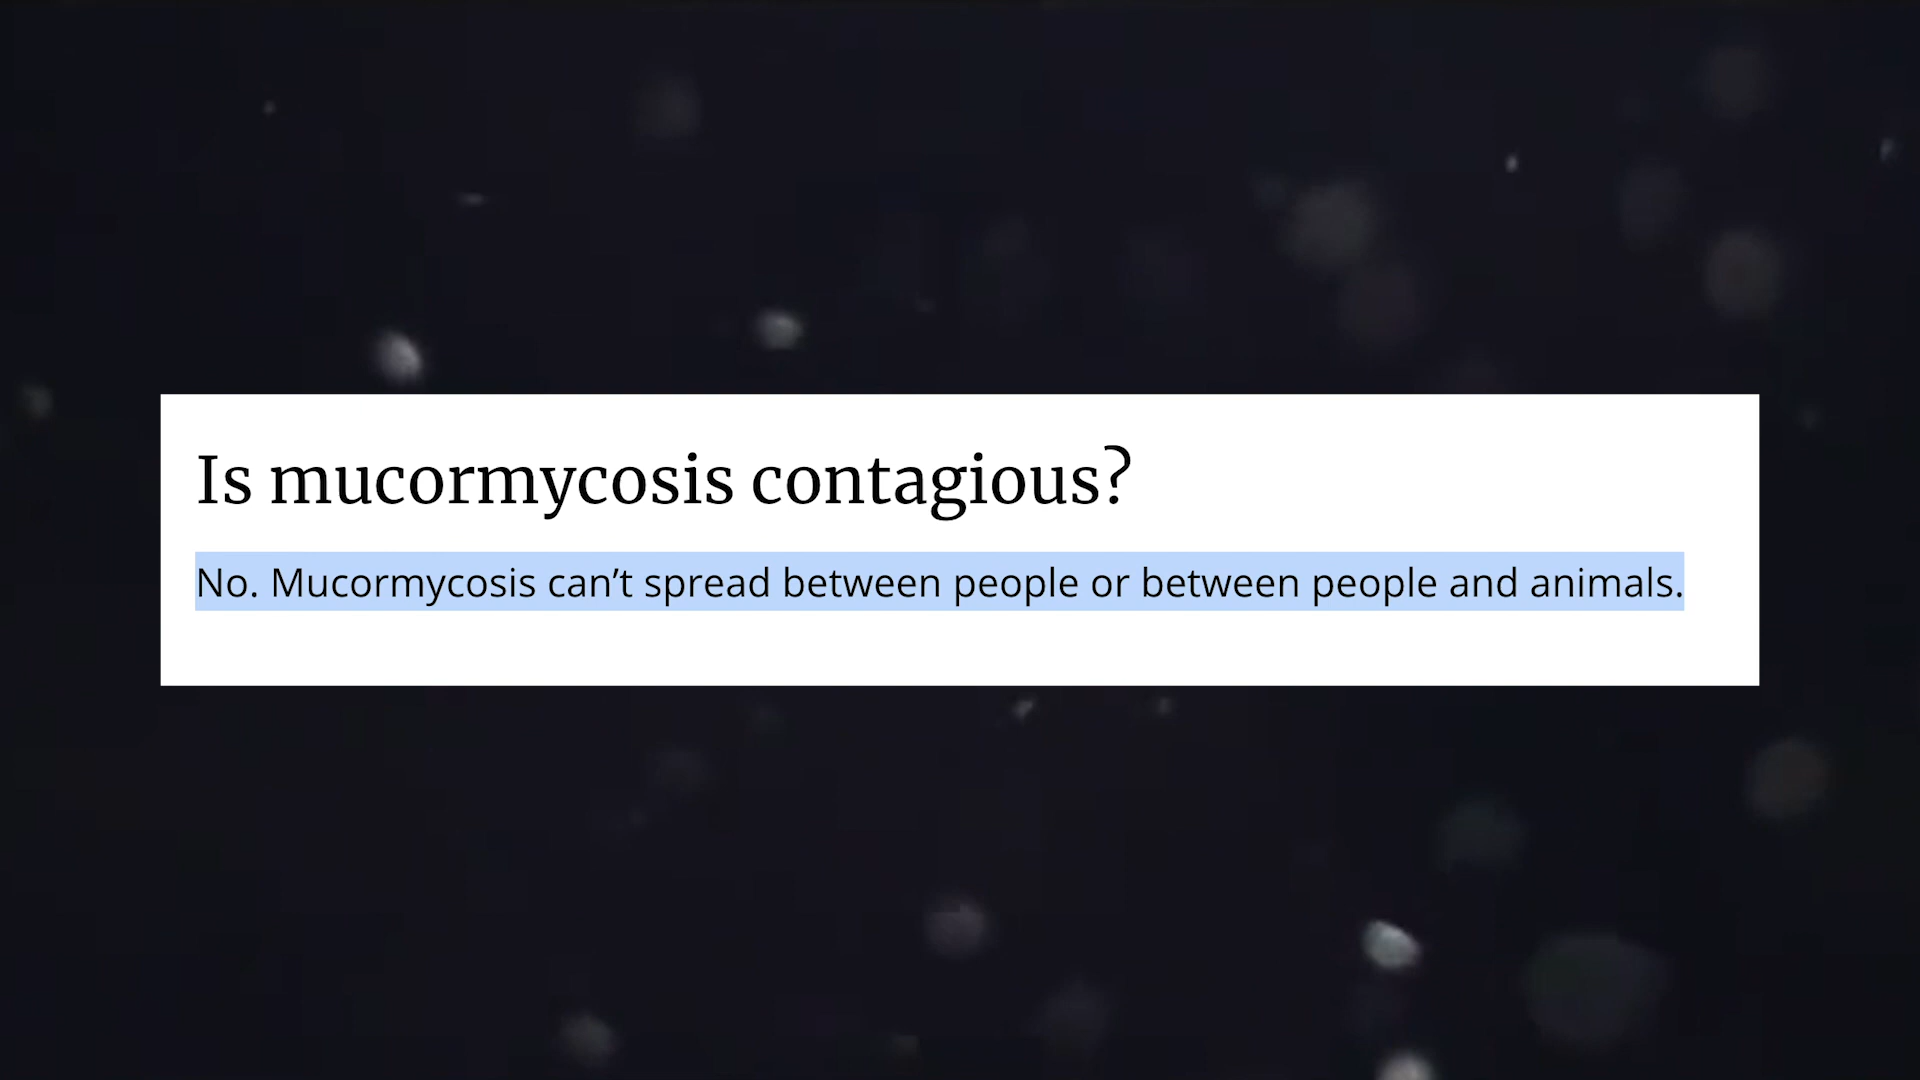 Is mucormycosis contagious?
No. Mucormycosis can’t spread between people or between people and animals.